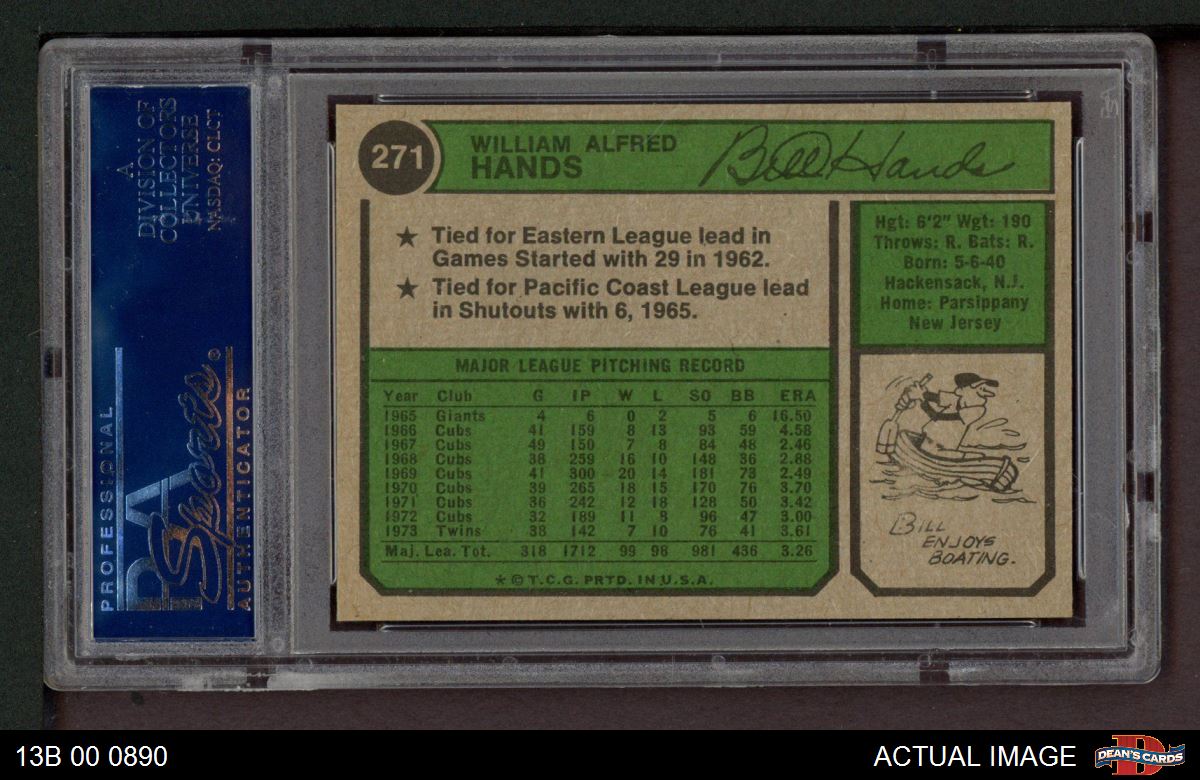 A
DIVISION OF
COLLECTORS
UNIVERSE
NASDAQ: CLCT
PROFESSIONAL
PSA
Sports®
AUTHENTICATOR
271
WILLIAM ALFRED
HANDS
Bill Hands
★ Tied for Eastern League lead in
Games Started with 29 in 1962.
★ Tied for Pacific Coast League lead
in Shutouts with 6, 1965.
Hgt: 6'2" Wgt: 190
Throws: R. Bats: R.
Born: 5-6-40
Hackensack, N.J.
Home: Parsippany
New Jersey
MAJOR LEAGUE PITCHING RECORD
Year Club G IP W L SO BB ERA
1965 Giants 4 6 0 2 5 6 16.50
1966 Cubs 41 159 8 13 93 59 4.58
1967 Cubs 49 150 7 8 84 48 2.46
1968 Cubs 38 259 16 10 148 36 2.88
1969 Cubs 41 300 20 14 181 73 2.49
1970 Cubs 39 265 18 15 170 76 3.70
1971 Cubs 36 242 12 18 128 50 3.42
1972 Cubs 32 189 11 8 96 47 3.00
1973 Twins 38 142 7 10 76 41 3.61
Maj. Lea. Tot. 318 1712 99 98 981 436 3.26
★ © T.C.G. PRTD. IN U.S.A.
BILL
ENJOYS
BOATING.
13B 00 0890
ACTUAL IMAGE
D
DEAN'S CARDS